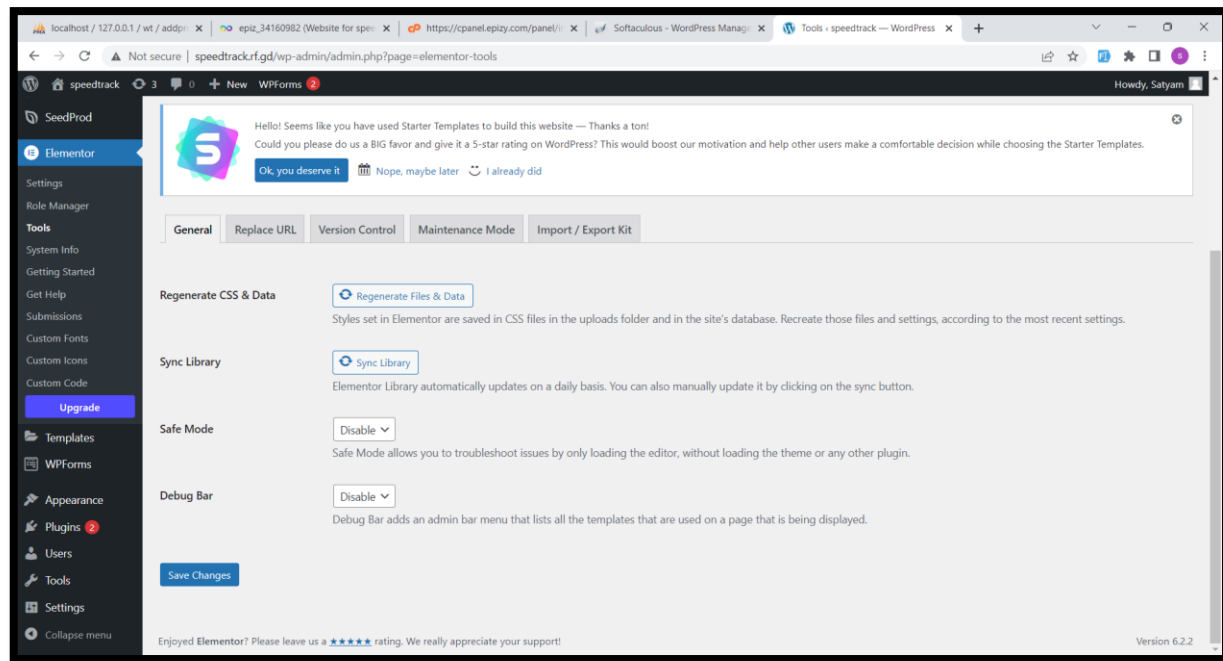 localhost / 127.0.0.1 / wt / addpr
epiz_34160982 (Website for spee
https://cpanel.epizy.com/panel/i
Softaculous - WordPress Manage
Tools ‹ speedtrack — WordPress
Not secure | speedtrack.rf.gd/wp-admin/admin.php?page=elementor-tools
speedtrack 3 0 + New WPForms 2
Howdy, Satyam
SeedProd
Elementor
Settings
Role Manager
Tools
System Info
Getting Started
Get Help
Submissions
Custom Fonts
Custom Icons
Custom Code
Upgrade
Templates
WPForms
Appearance
Plugins 2
Users
Tools
Settings
Collapse menu
Hello! Seems like you have used Starter Templates to build this website — Thanks a ton!
Could you please do us a BIG favor and give it a 5-star rating on WordPress? This would boost our motivation and help other users make a comfortable decision while choosing the Starter Templates.
Ok, you deserve it Nope, maybe later I already did
General Replace URL Version Control Maintenance Mode Import / Export Kit
Regenerate CSS & Data Regenerate Files & Data
Styles set in Elementor are saved in CSS files in the uploads folder and in the site's database. Recreate those files and settings, according to the most recent settings.
Sync Library Sync Library
Elementor Library automatically updates on a daily basis. You can also manually update it by clicking on the sync button.
Safe Mode Disable
Safe Mode allows you to troubleshoot issues by only loading the editor, without loading the theme or any other plugin.
Debug Bar Disable
Debug Bar adds an admin bar menu that lists all the templates that are used on a page that is being displayed.
Save Changes
Enjoyed Elementor? Please leave us a ★★★★★ rating. We really appreciate your support!
Version 6.2.2